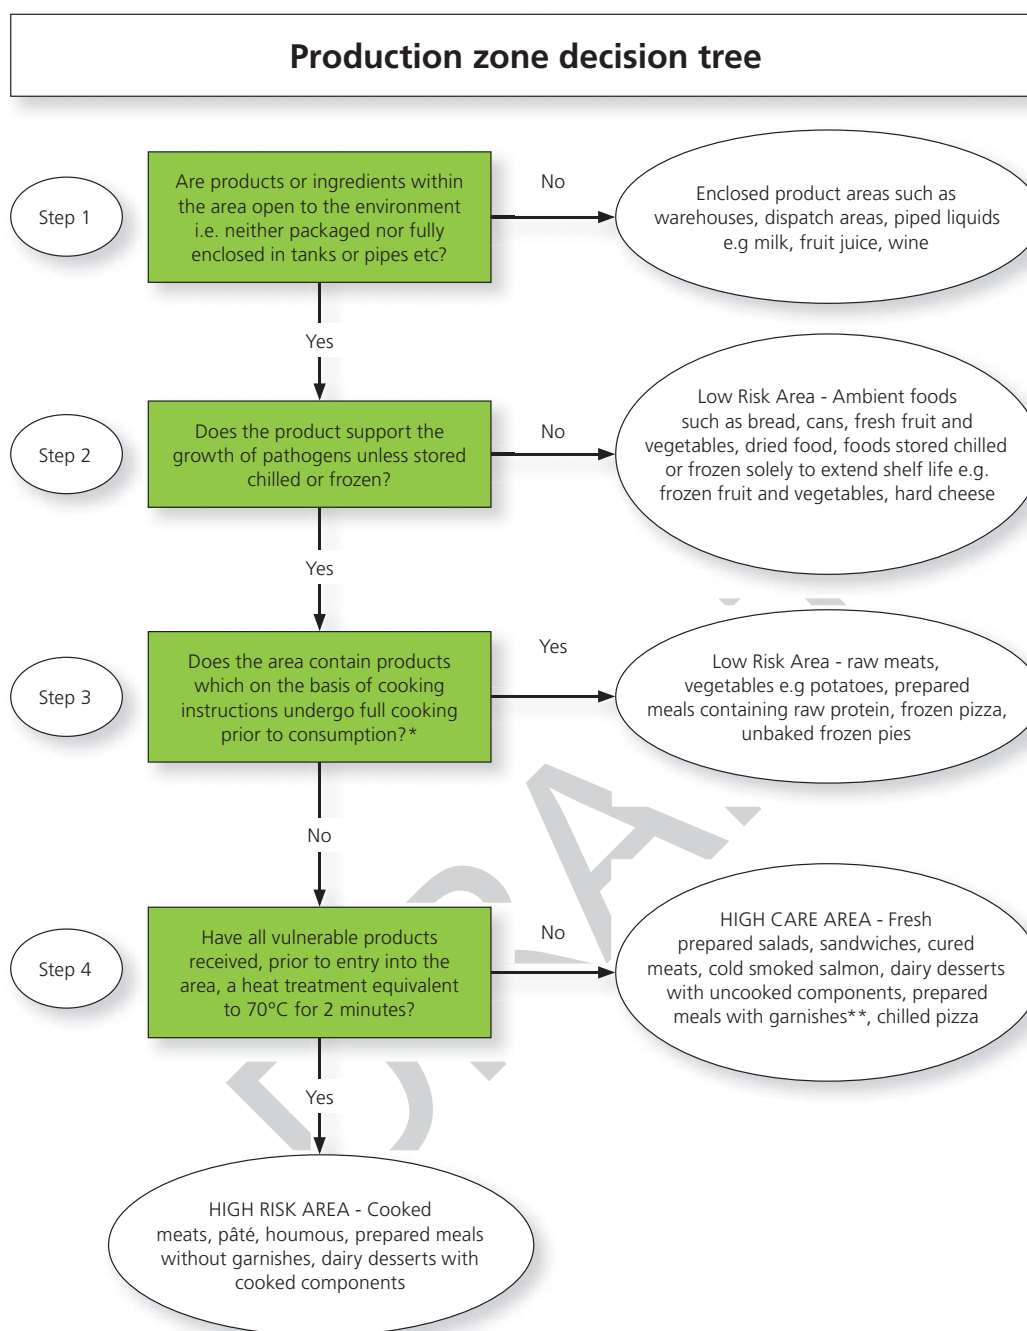 Production zone decision tree
Step 1
Are products or ingredients within
the area open to the environment
i.e. neither packaged nor fully
enclosed in tanks or pipes etc?
No
Enclosed product areas such as
warehouses, dispatch areas, piped liquids
e.g milk, fruit juice, wine
Yes
Step 2
Does the product support the
growth of pathogens unless stored
chilled or frozen?
No
Low Risk Area - Ambient foods
such as bread, cans, fresh fruit and
vegetables, dried food, foods stored chilled
or frozen solely to extend shelf life e.g.
frozen fruit and vegetables, hard cheese
Yes
Step 3
Does the area contain products
which on the basis of cooking
instructions undergo full cooking
prior to consumption?*
Yes
Low Risk Area - raw meats,
vegetables e.g potatoes, prepared
meals containing raw protein, frozen pizza,
unbaked frozen pies
No
Step 4
Have all vulnerable products
received, prior to entry into the
area, a heat treatment equivalent
to 70°C for 2 minutes?
No
HIGH CARE AREA - Fresh
prepared salads, sandwiches, cured
meats, cold smoked salmon, dairy desserts
with uncooked components, prepared
meals with garnishes**, chilled pizza
Yes
HIGH RISK AREA - Cooked
meats, pâté, houmous, prepared meals
without garnishes, dairy desserts with
cooked components